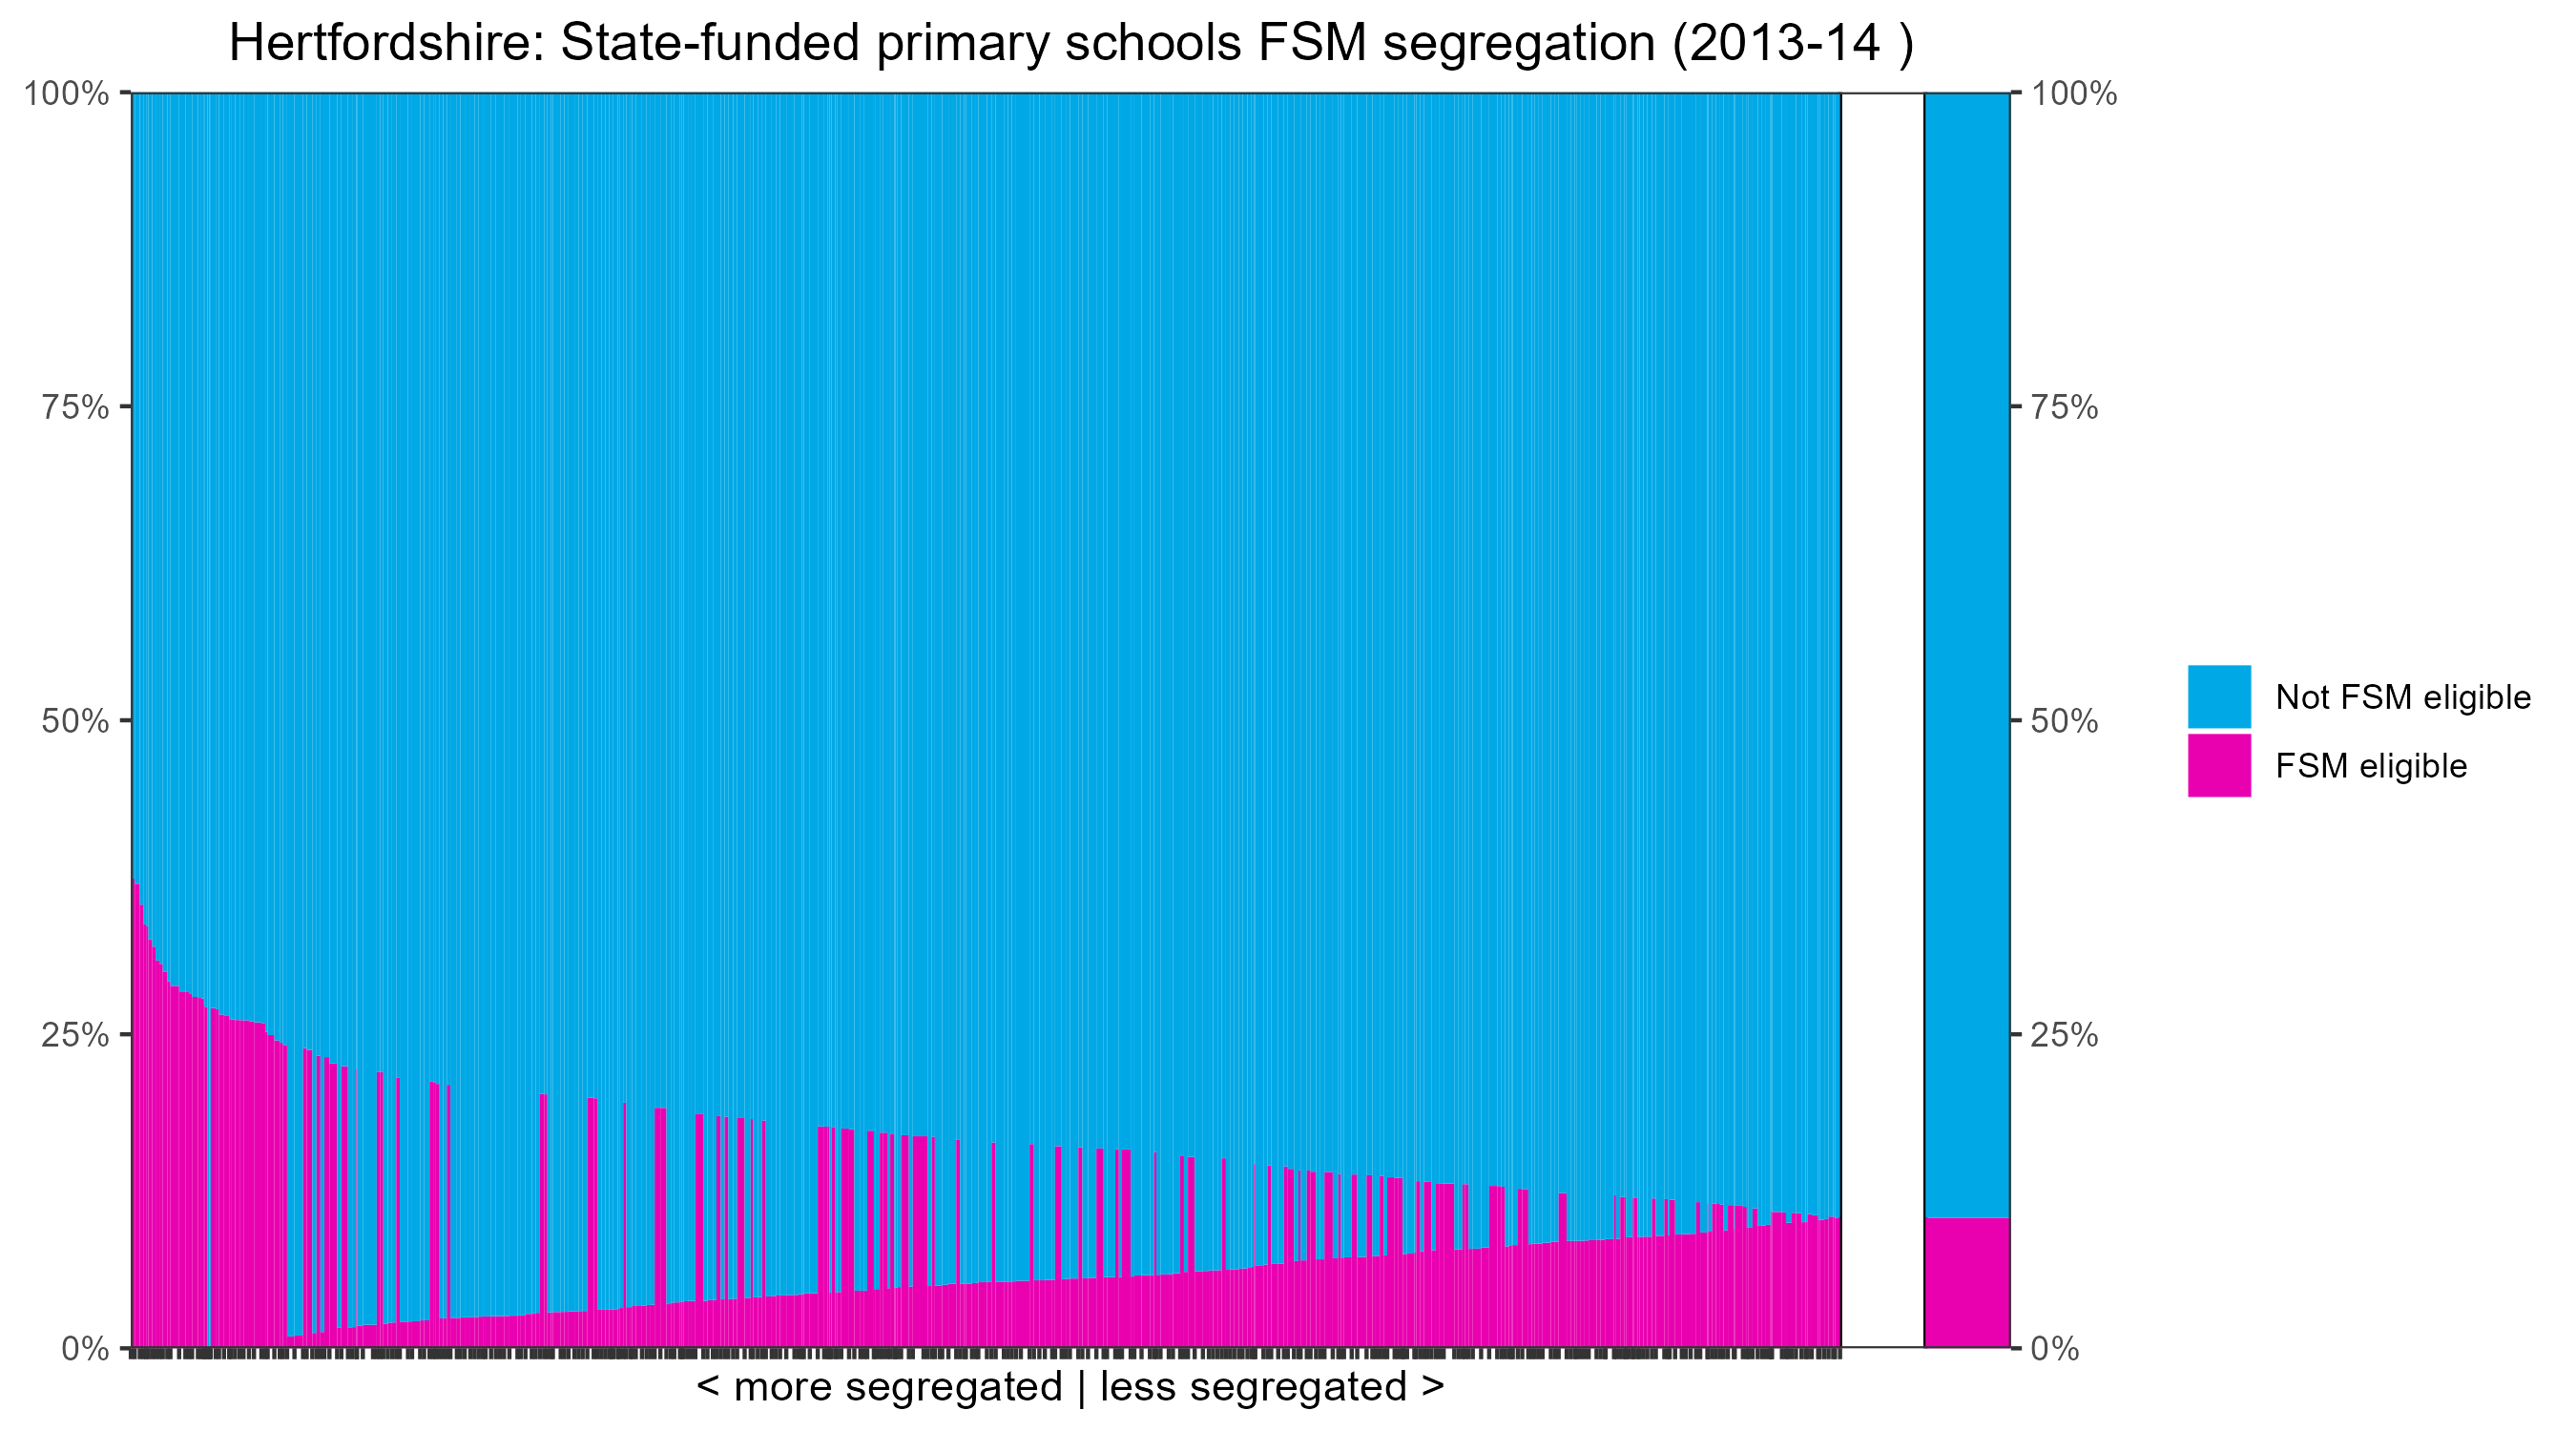 Hertfordshire: State-funded primary schools FSM segregation (2013-14 )
100%
75%
50%
25%
0%
100%
75%
50%
25%
0%
Not FSM eligible
FSM eligible
< more segregated | less segregated >